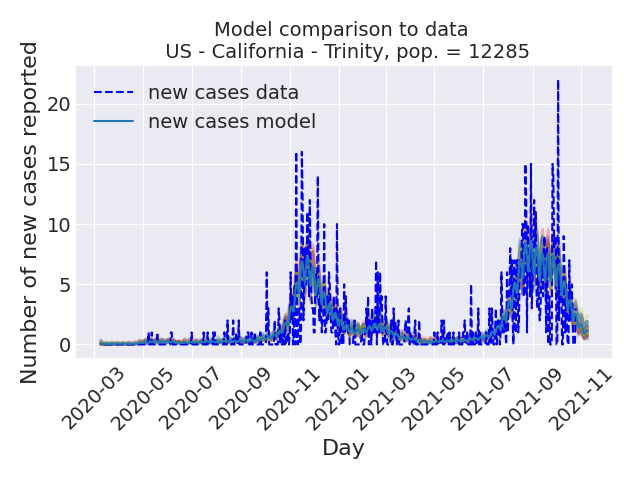 Model comparison to data
US - California - Trinity, pop. = 12285
Number of new cases reported
20
15
10
5
0
new cases data
new cases model
2020-03
2020-05
2020-07
2020-09
2020-11
2021-01
2021-03
2021-05
2021-07
2021-09
2021-11
Day